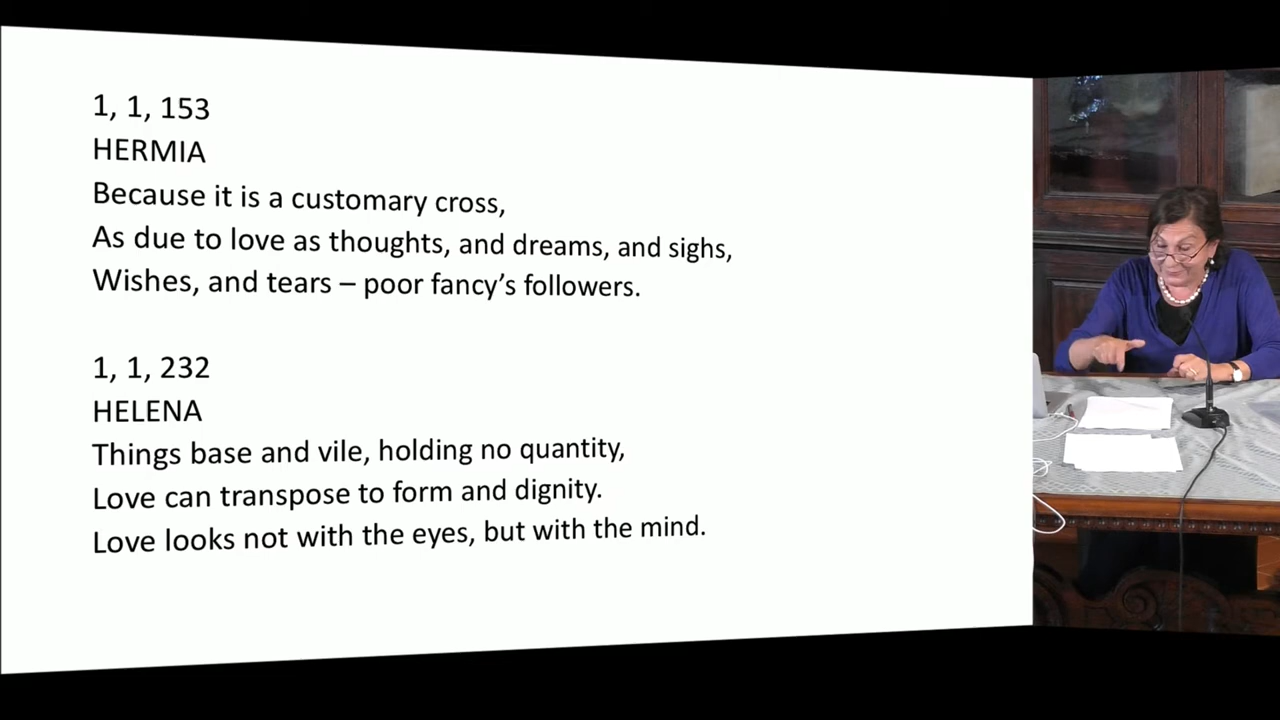 1, 1, 153
HERMIA
Because it is a customary cross,
As due to love as thoughts, and dreams, and sighs,
Wishes, and tears – poor fancy’s followers.
1, 1, 232
HELENA
Things base and vile, holding no quantity,
Love can transpose to form and dignity.
Love looks not with the eyes, but with the mind.